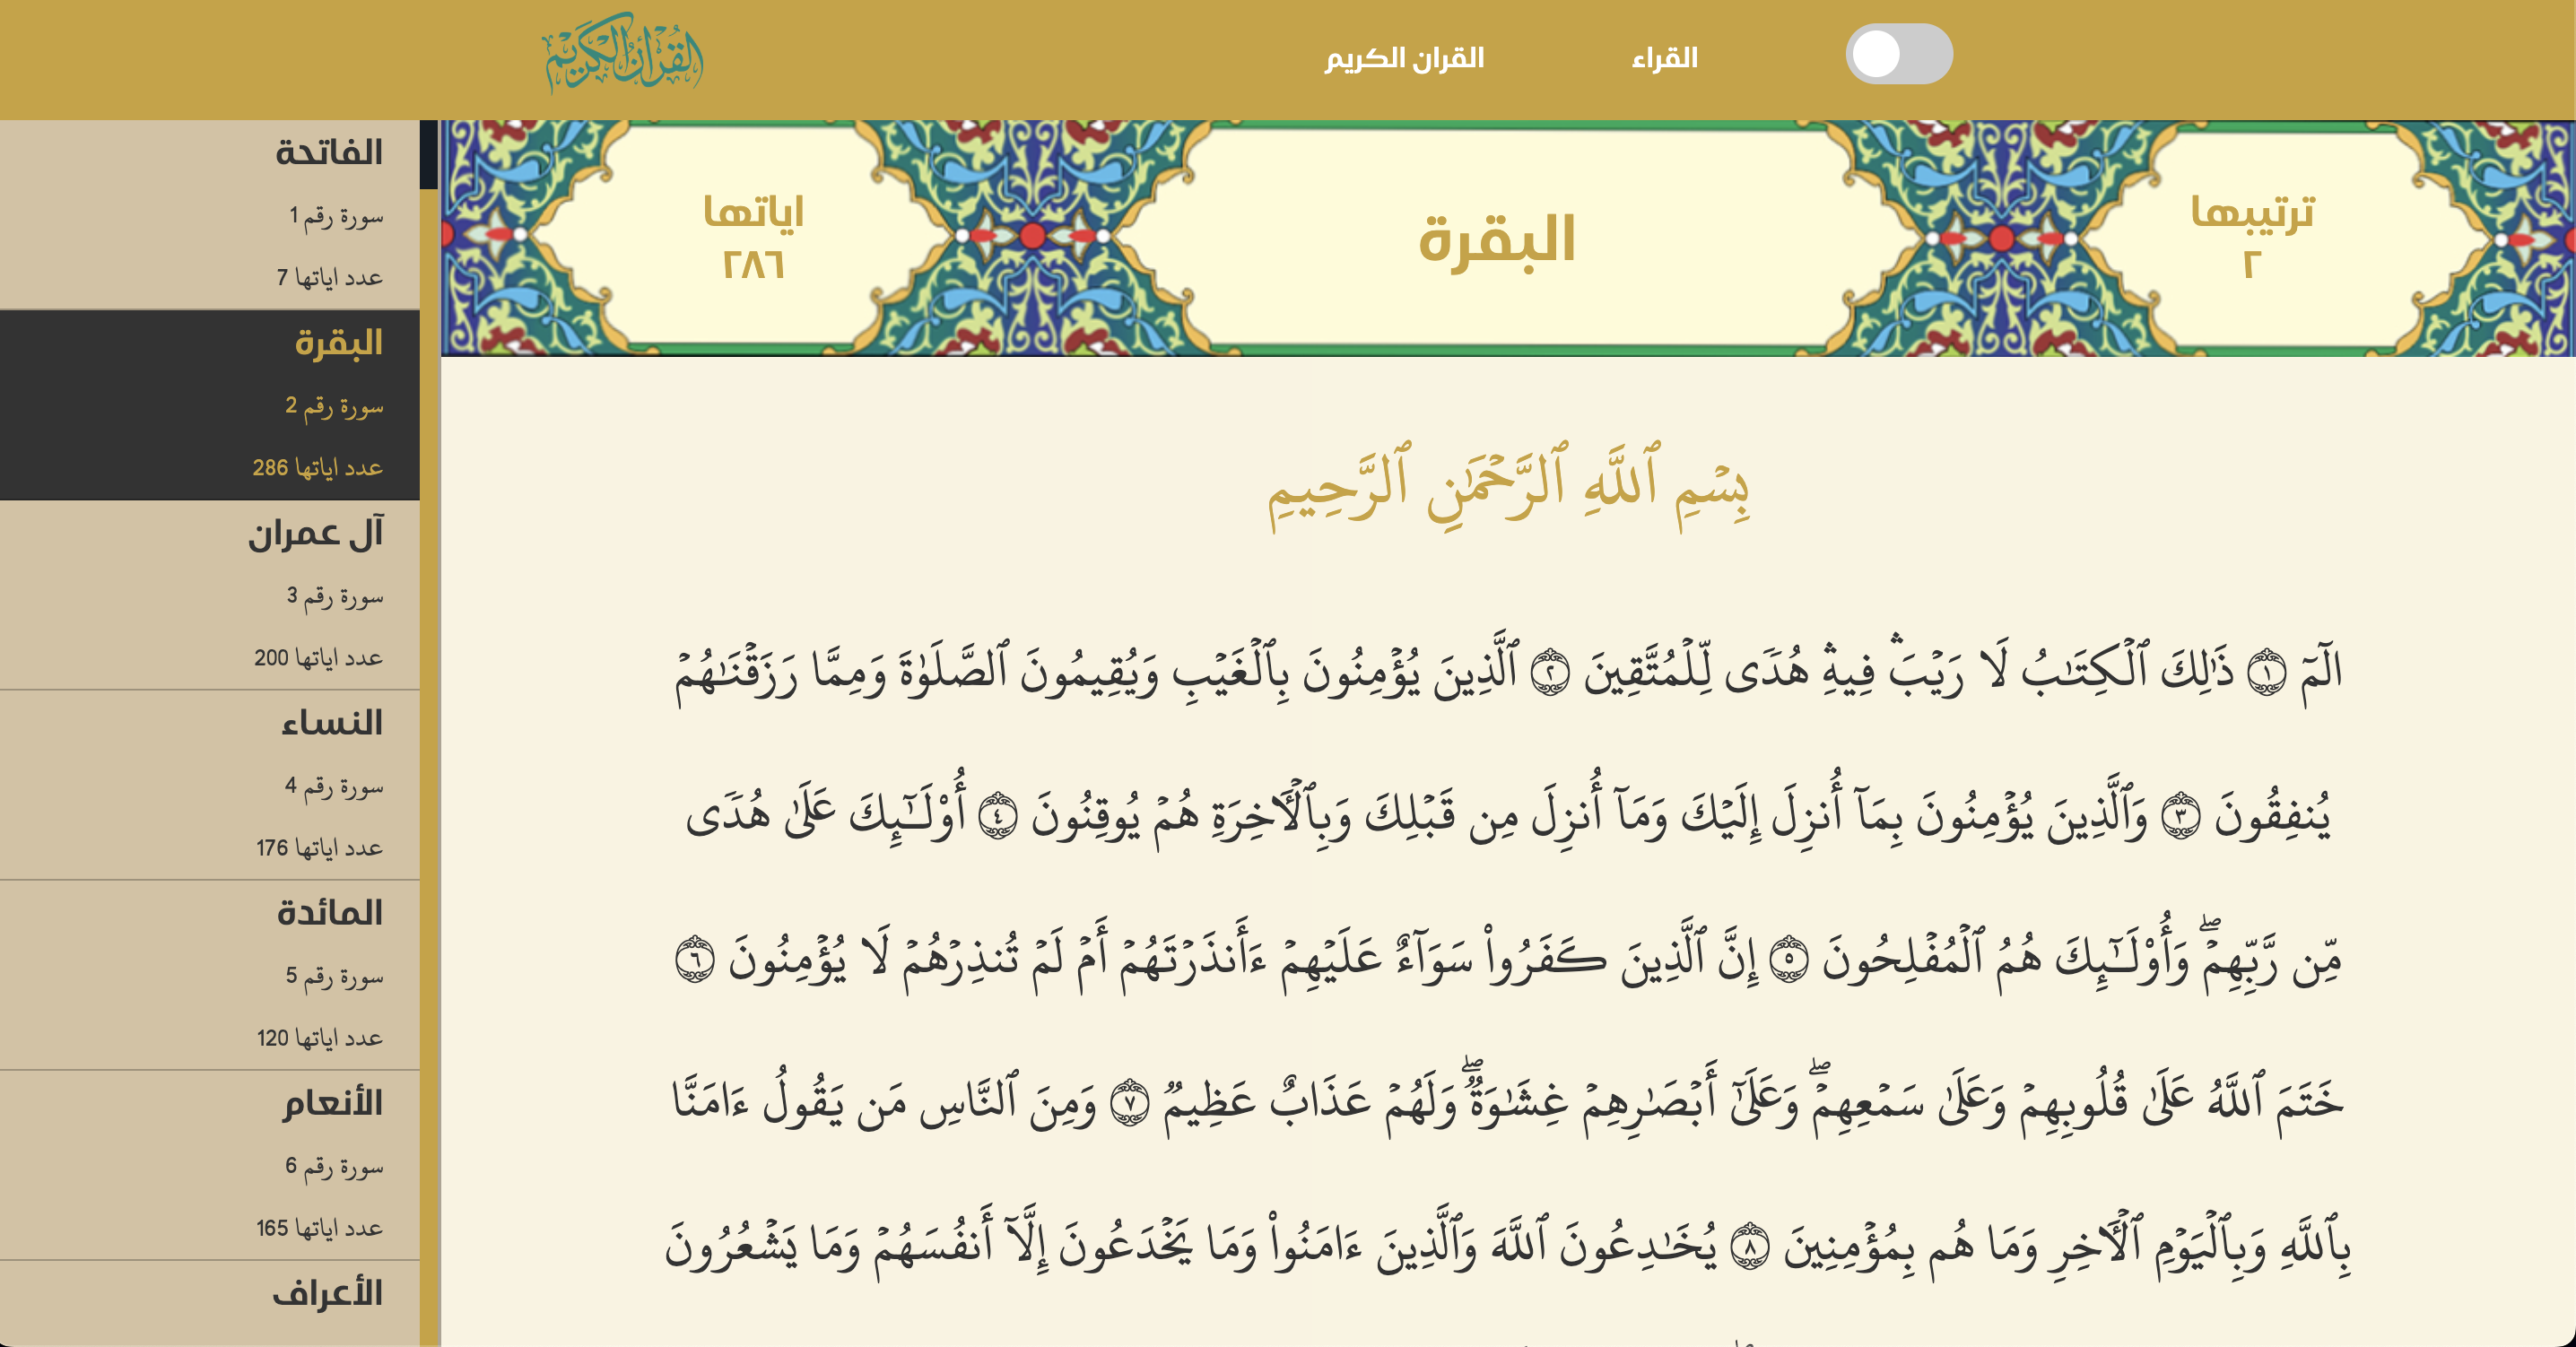 القرآن الكريم
القراء
القران الكريم
الفاتحة
سورة رقم 1
عدد اياتها 7
البقرة
سورة رقم 2
عدد اياتها 286
آل عمران
سورة رقم 3
عدد اياتها 200
النساء
سورة رقم 4
عدد اياتها 176
المائدة
سورة رقم 5
عدد اياتها 120
الأنعام
سورة رقم 6
عدد اياتها 165
الأعراف
ترتيبها
٢
البقرة
اياتها
٢٨٦
بِسۡمِ ٱللَّهِ ٱلرَّحۡمَٰنِ ٱلرَّحِيمِ
الٓمٓ ١ ذَٰلِكَ ٱلۡكِتَٰبُ لَا رَيۡبَۛ فِيهِۛ هُدٗى لِّلۡمُتَّقِينَ ٢ ٱلَّذِينَ يُؤۡمِنُونَ بِٱلۡغَيۡبِ وَيُقِيمُونَ ٱلصَّلَوٰةَ وَمِمَّا رَزَقۡنَٰهُمۡ
يُنفِقُونَ ٣ وَٱلَّذِينَ يُؤۡمِنُونَ بِمَآ أُنزِلَ إِلَيۡكَ وَمَآ أُنزِلَ مِن قَبۡلِكَ وَبِٱلۡأٓخِرَةِ هُمۡ يُوقِنُونَ ٤ أُوْلَٰٓئِكَ عَلَىٰ هُدٗى
مِّن رَّبِّهِمۡۖ وَأُوْلَٰٓئِكَ هُمُ ٱلۡمُفۡلِحُونَ ٥ إِنَّ ٱلَّذِينَ كَفَرُواْ سَوَآءٌ عَلَيۡهِمۡ ءَأَنذَرۡتَهُمۡ أَمۡ لَمۡ تُنذِرۡهُمۡ لَا يُؤۡمِنُونَ ٦
خَتَمَ ٱللَّهُ عَلَىٰ قُلُوبِهِمۡ وَعَلَىٰ سَمۡعِهِمۡۖ وَعَلَىٰٓ أَبۡصَٰرِهِمۡ غِشَٰوَةٞۖ وَلَهُمۡ عَذَابٌ عَظِيمٞ ٧ وَمِنَ ٱلنَّاسِ مَن يَقُولُ ءَامَنَّا
بِٱللَّهِ وَبِٱلۡيَوۡمِ ٱلۡأٓخِرِ وَمَا هُم بِمُؤۡمِنِينَ ٨ يُخَٰدِعُونَ ٱللَّهَ وَٱلَّذِينَ ءَامَنُواْ وَمَا يَخۡدَعُونَ إِلَّآ أَنفُسَهُمۡ وَمَا يَشۡعُرُونَ